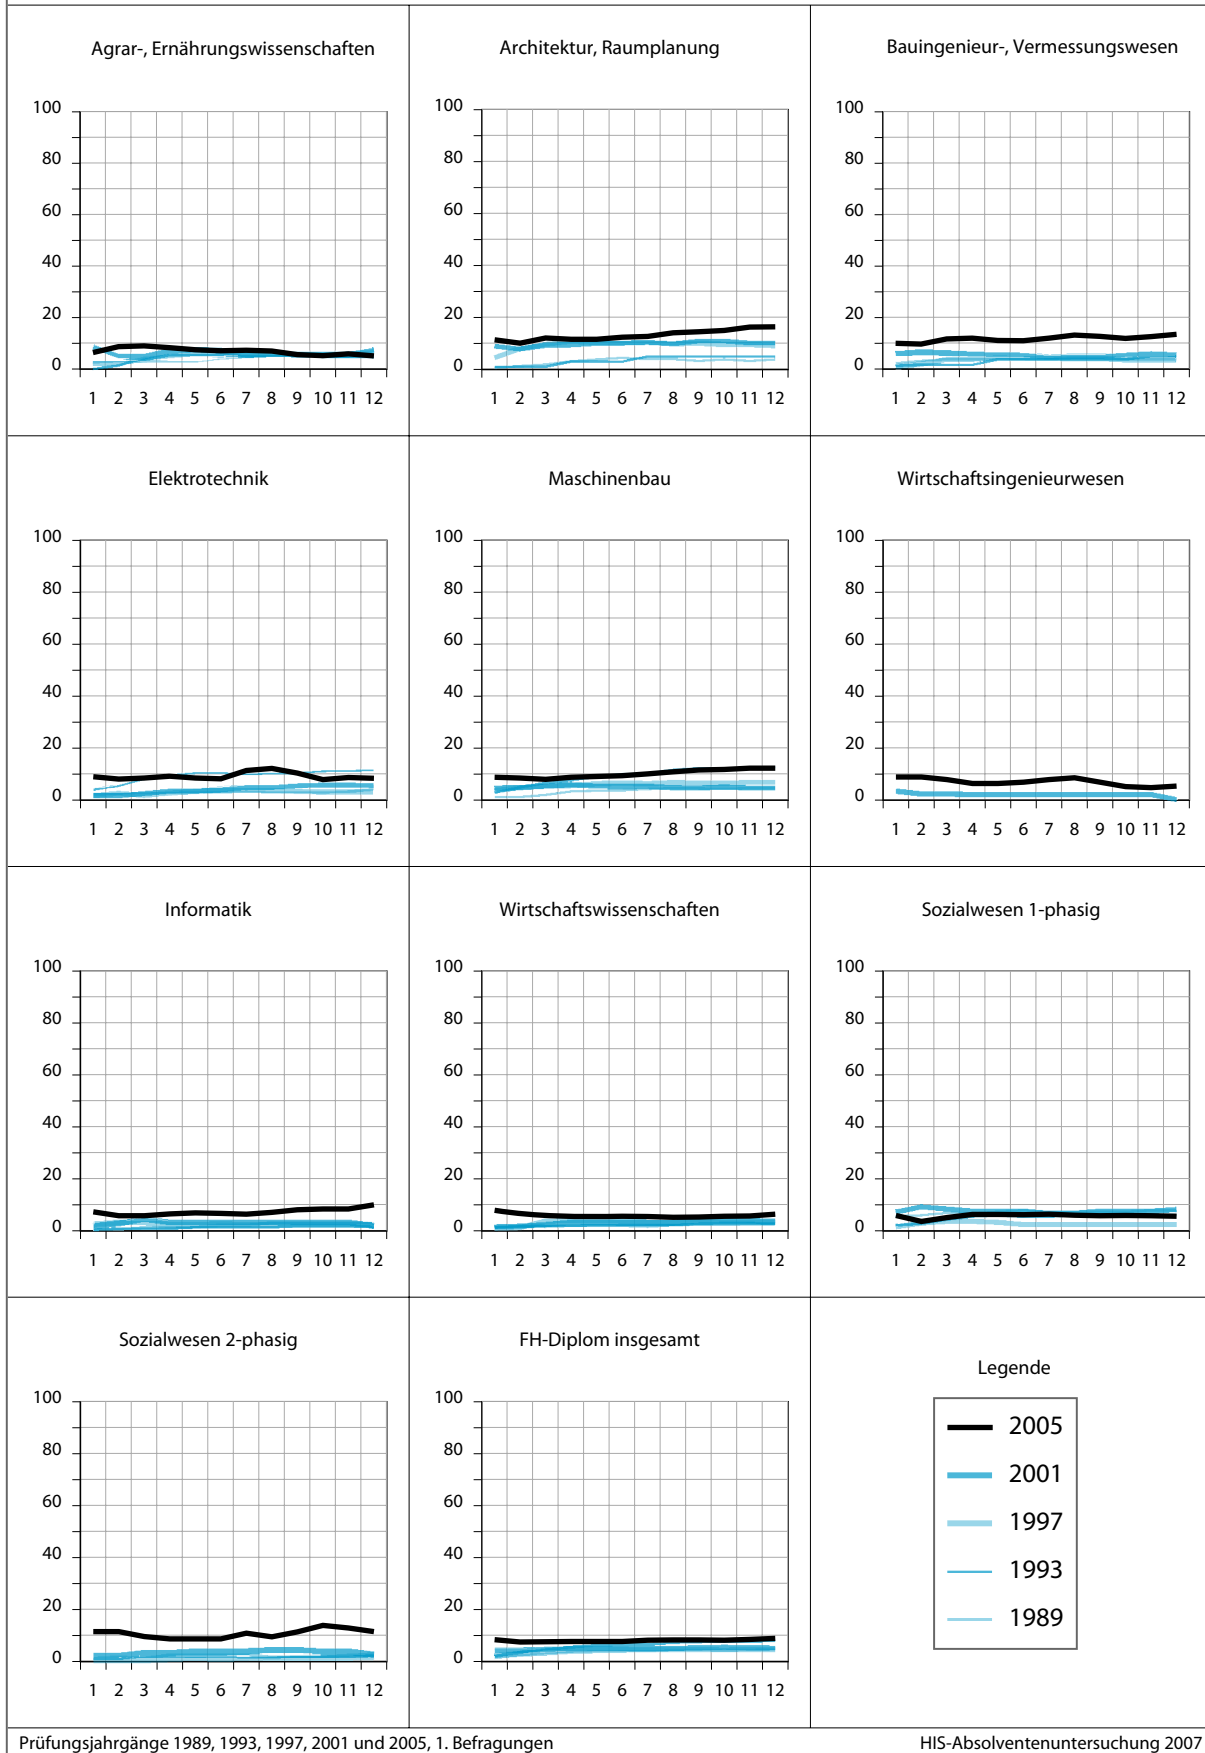 Agrar-, Ernährungswissenschaften
Architektur, Raumplanung
Bauingenieur-, Vermessungswesen
100
80
60
40
20
0
1 2 3 4 5 6 7 8 9 10 11 12
100
80
60
40
20
0
1 2 3 4 5 6 7 8 9 10 11 12
100
80
60
40
20
0
1 2 3 4 5 6 7 8 9 10 11 12
Elektrotechnik
Maschinenbau
Wirtschaftsingenieurwesen
100
80
60
40
20
0
1 2 3 4 5 6 7 8 9 10 11 12
100
80
60
40
20
0
1 2 3 4 5 6 7 8 9 10 11 12
100
80
60
40
20
0
1 2 3 4 5 6 7 8 9 10 11 12
Informatik
Wirtschaftswissenschaften
Sozialwesen 1-phasig
100
80
60
40
20
0
1 2 3 4 5 6 7 8 9 10 11 12
100
80
60
40
20
0
1 2 3 4 5 6 7 8 9 10 11 12
100
80
60
40
20
0
1 2 3 4 5 6 7 8 9 10 11 12
Sozialwesen 2-phasig
FH-Diplom insgesamt
100
80
60
40
20
0
1 2 3 4 5 6 7 8 9 10 11 12
100
80
60
40
20
0
1 2 3 4 5 6 7 8 9 10 11 12
Legende
2005
2001
1997
1993
1989
Prüfungsjahrgänge 1989, 1993, 1997, 2001 und 2005, 1. Befragungen
HIS-Absolventenuntersuchung 2007